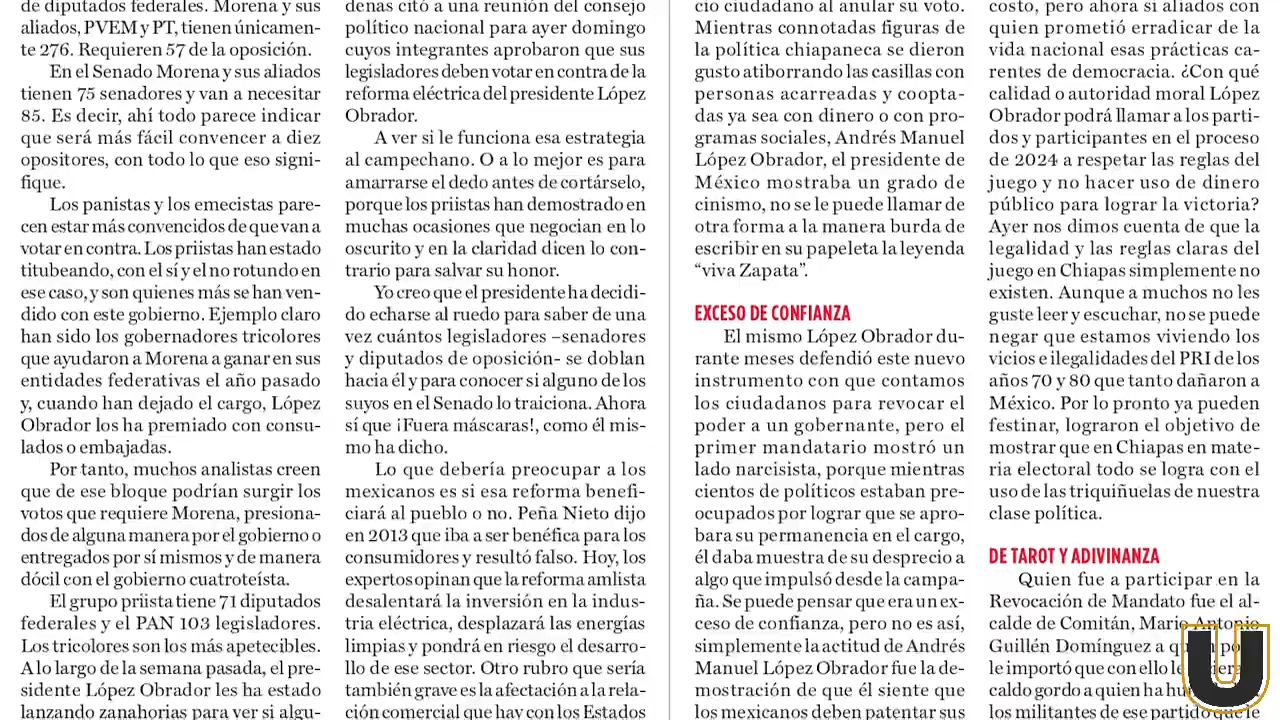 de diputados federales. Morena y sus
aliados, PVEM y PT, tienen únicamen-
te 276. Requieren 57 de la oposición.
En el Senado Morena y sus aliados
tienen 75 senadores y van a necesitar
85. Es decir, ahí todo parece indicar
que será más fácil convencer a diez
opositores, con todo lo que eso signi-
fique.
Los panistas y los emecistas pare-
cen estar más convencidos de que van a
votar en contra. Los priistas han estado
titubeando, con el sí y el no rotundo en
ese caso, y son quienes más se han ven-
dido con este gobierno. Ejemplo claro
han sido los gobernadores tricolores
que ayudaron a Morena a ganar en sus
entidades federativas el año pasado
y, cuando han dejado el cargo, López
Obrador los ha premiado con consu-
lados o embajadas.
Por tanto, muchos analistas creen
que de ese bloque podrían surgir los
votos que requiere Morena, presiona-
dos de alguna manera por el gobierno o
entregados por sí mismos y de manera
dócil con el gobierno cuatroteísta.
El grupo priista tiene 71 diputados
federales y el PAN 103 legisladores.
Los tricolores son los más apetecibles.
A lo largo de la semana pasada, el pre-
sidente López Obrador les ha estado
lanzando zanahorias para ver si algu-
denas citó a una reunión del consejo
político nacional para ayer domingo
cuyos integrantes aprobaron que sus
legisladores deben votar en contra de la
reforma eléctrica del presidente López
Obrador.
A ver si le funciona esa estrategia
al campechano. O a lo mejor es para
amarrarse el dedo antes de cortárselo,
porque los priistas han demostrado en
muchas ocasiones que negocian en lo
oscurito y en la claridad dicen lo con-
trario para salvar su honor.
Yo creo que el presidente ha decidi-
do echarse al ruedo para saber de una
vez cuántos legisladores –senadores
y diputados de oposición- se doblan
hacia él y para conocer si alguno de los
suyos en el Senado lo traiciona. Ahora
sí que ¡Fuera máscaras!, como él mis-
mo ha dicho.
Lo que debería preocupar a los
mexicanos es si esa reforma benefi-
ciará al pueblo o no. Peña Nieto dijo
en 2013 que iba a ser benéfica para los
consumidores y resultó falso. Hoy, los
expertos opinan que la reforma amlista
desalentará la inversión en la indus-
tria eléctrica, desplazará las energías
limpias y pondrá en riesgo el desarro-
llo de ese sector. Otro rubro que sería
también grave es la afectación a la rela-
ción comercial que hay con los Estados
cio ciudadano al anular su voto.
Mientras connotadas figuras de
la política chiapaneca se dieron
gusto atiborrando las casillas con
personas acarreadas y coopta-
das ya sea con dinero o con pro-
gramas sociales, Andrés Manuel
López Obrador, el presidente de
México mostraba un grado de
cinismo, no se le puede llamar de
otra forma a la manera burda de
escribir en su papeleta la leyenda
“viva Zapata”.
EXCESO DE CONFIANZA
El mismo López Obrador du-
rante meses defendió este nuevo
instrumento con que contamos
los ciudadanos para revocar el
poder a un gobernante, pero el
primer mandatario mostró un
lado narcisista, porque mientras
cientos de políticos estaban pre-
ocupados por lograr que se apro-
bara su permanencia en el cargo,
él daba muestra de su desprecio a
algo que impulsó desde la campa-
ña. Se puede pensar que era un ex-
ceso de confianza, pero no es así,
simplemente la actitud de Andrés
Manuel López Obrador fue la de-
mostración de que él siente que
los mexicanos deben patentar sus
costo, pero ahora si aliados con
quien prometió erradicar de la
vida nacional esas prácticas ca-
rentes de democracia. ¿Con qué
calidad o autoridad moral López
Obrador podrá llamar a los parti-
dos y participantes en el proceso
de 2024 a respetar las reglas del
juego y no hacer uso de dinero
público para lograr la victoria?
Ayer nos dimos cuenta de que la
legalidad y las reglas claras del
juego en Chiapas simplemente no
existen. Aunque a muchos no les
guste leer y escuchar, no se puede
negar que estamos viviendo los
vicios e ilegalidades del PRI de los
años 70 y 80 que tanto dañaron a
México. Por lo pronto ya pueden
festinar, lograron el objetivo de
mostrar que en Chiapas en mate-
ria electoral todo se logra con el
uso de las triquiñuelas de nuestra
clase política.
DE TAROT Y ADIVINANZA
Quien fue a participar en la
Revocación de Mandato fue el al-
calde de Comitán, Mario Antonio
Guillén Domínguez a
le importó que con ello
caldo gordo a quien
los militantes de ese partido
U